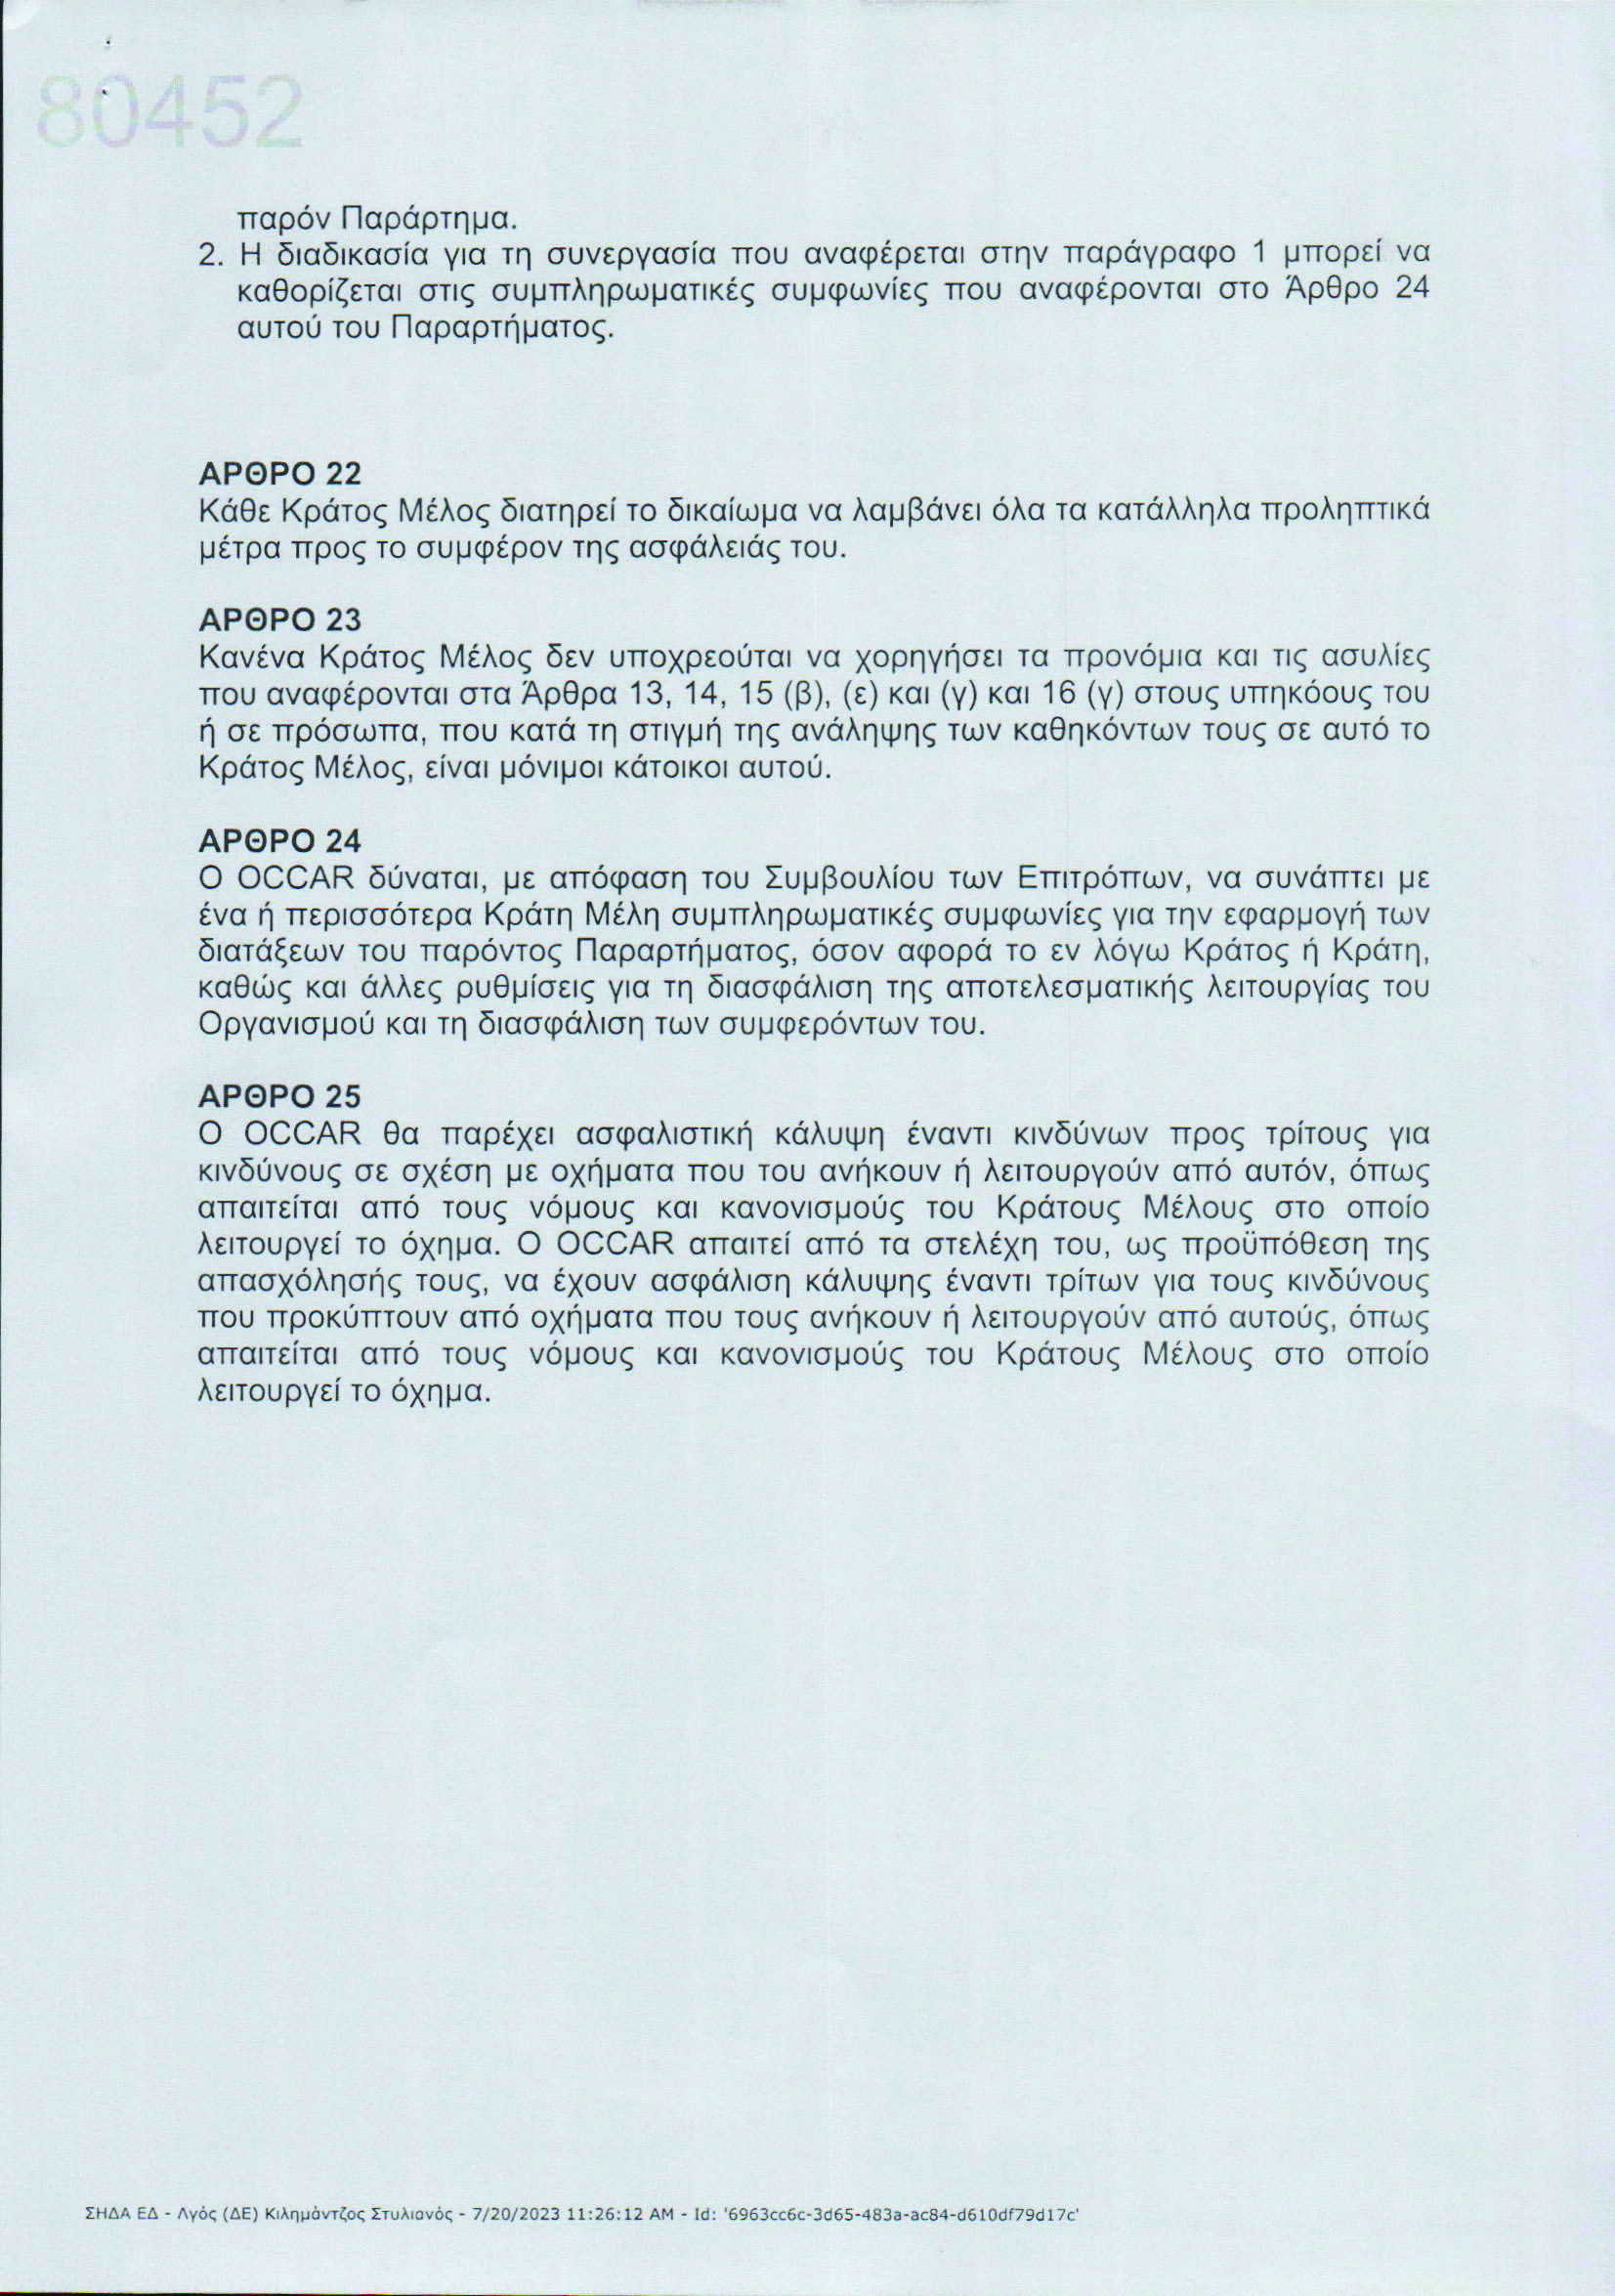 80452
παρόν Παράρτημα.
2. Η διαδικασία για τη συνεργασία που αναφέρεται στην παράγραφο 1 μπορεί να
καθορίζεται στις συμπληρωματικές συμφωνίες που αναφέρονται στο Άρθρο 24
αυτού του Παραρτήματος.
ΑΡΘΡΟ 22
Κάθε Κράτος Μέλος διατηρεί το δικαίωμα να λαμβάνει όλα τα κατάλληλα προληπτικά
μέτρα προς το συμφέρον της ασφάλειάς του.
ΑΡΘΡΟ 23
Κανένα Κράτος Μέλος δεν υποχρεούται να χορηγήσει τα προνόμια και τις ασυλίες
που αναφέρονται στα Άρθρα 13, 14, 15 (β), (ε) και (γ) και 16 (γ) στους υπηκόους του
ή σε πρόσωπα, που κατά τη στιγμή της ανάληψης των καθηκόντων τους σε αυτό το
Κράτος Μέλος, είναι μόνιμοι κάτοικοι αυτού.
ΑΡΘΡΟ 24
Ο OCCAR δύναται, με απόφαση του Συμβουλίου των Επιτρόπων, να συνάπτει με
ένα ή περισσότερα Κράτη Μέλη συμπληρωματικές συμφωνίες για την εφαρμογή των
διατάξεων του παρόντος Παραρτήματος, όσον αφορά το εν λόγω Κράτος ή Κράτη,
καθώς και άλλες ρυθμίσεις για τη διασφάλιση της αποτελεσματικής λειτουργίας του
Οργανισμού και τη διασφάλιση των συμφερόντων του.
ΑΡΘΡΟ 25
Ο OCCAR θα παρέχει ασφαλιστική κάλυψη έναντι κινδύνων προς τρίτους για
κινδύνους σε σχέση με οχήματα που του ανήκουν ή λειτουργούν από αυτόν, όπως
απαιτείται από τους νόμους και κανονισμούς του Κράτους Μέλους στο οποίο
λειτουργεί το όχημα. Ο OCCAR απαιτεί από τα στελέχη του, ως προϋπόθεση της
απασχόλησής τους, να έχουν ασφάλιση κάλυψης έναντι τρίτων για τους κινδύνους
που προκύπτουν από οχήματα που τους ανήκουν ή λειτουργούν από αυτούς, όπως
απαιτείται από τους νόμους και κανονισμούς του Κράτους Μέλους στο οποίο
λειτουργεί το όχημα.
ΣΗΔΑ ΕΔ - Λγός (ΔΕ) Κιλημάντζος Στυλιανός - 7/20/2023 11:26:12 AM - Id: '6963cc6c-3d65-483a-ac84-d610df79d17c'